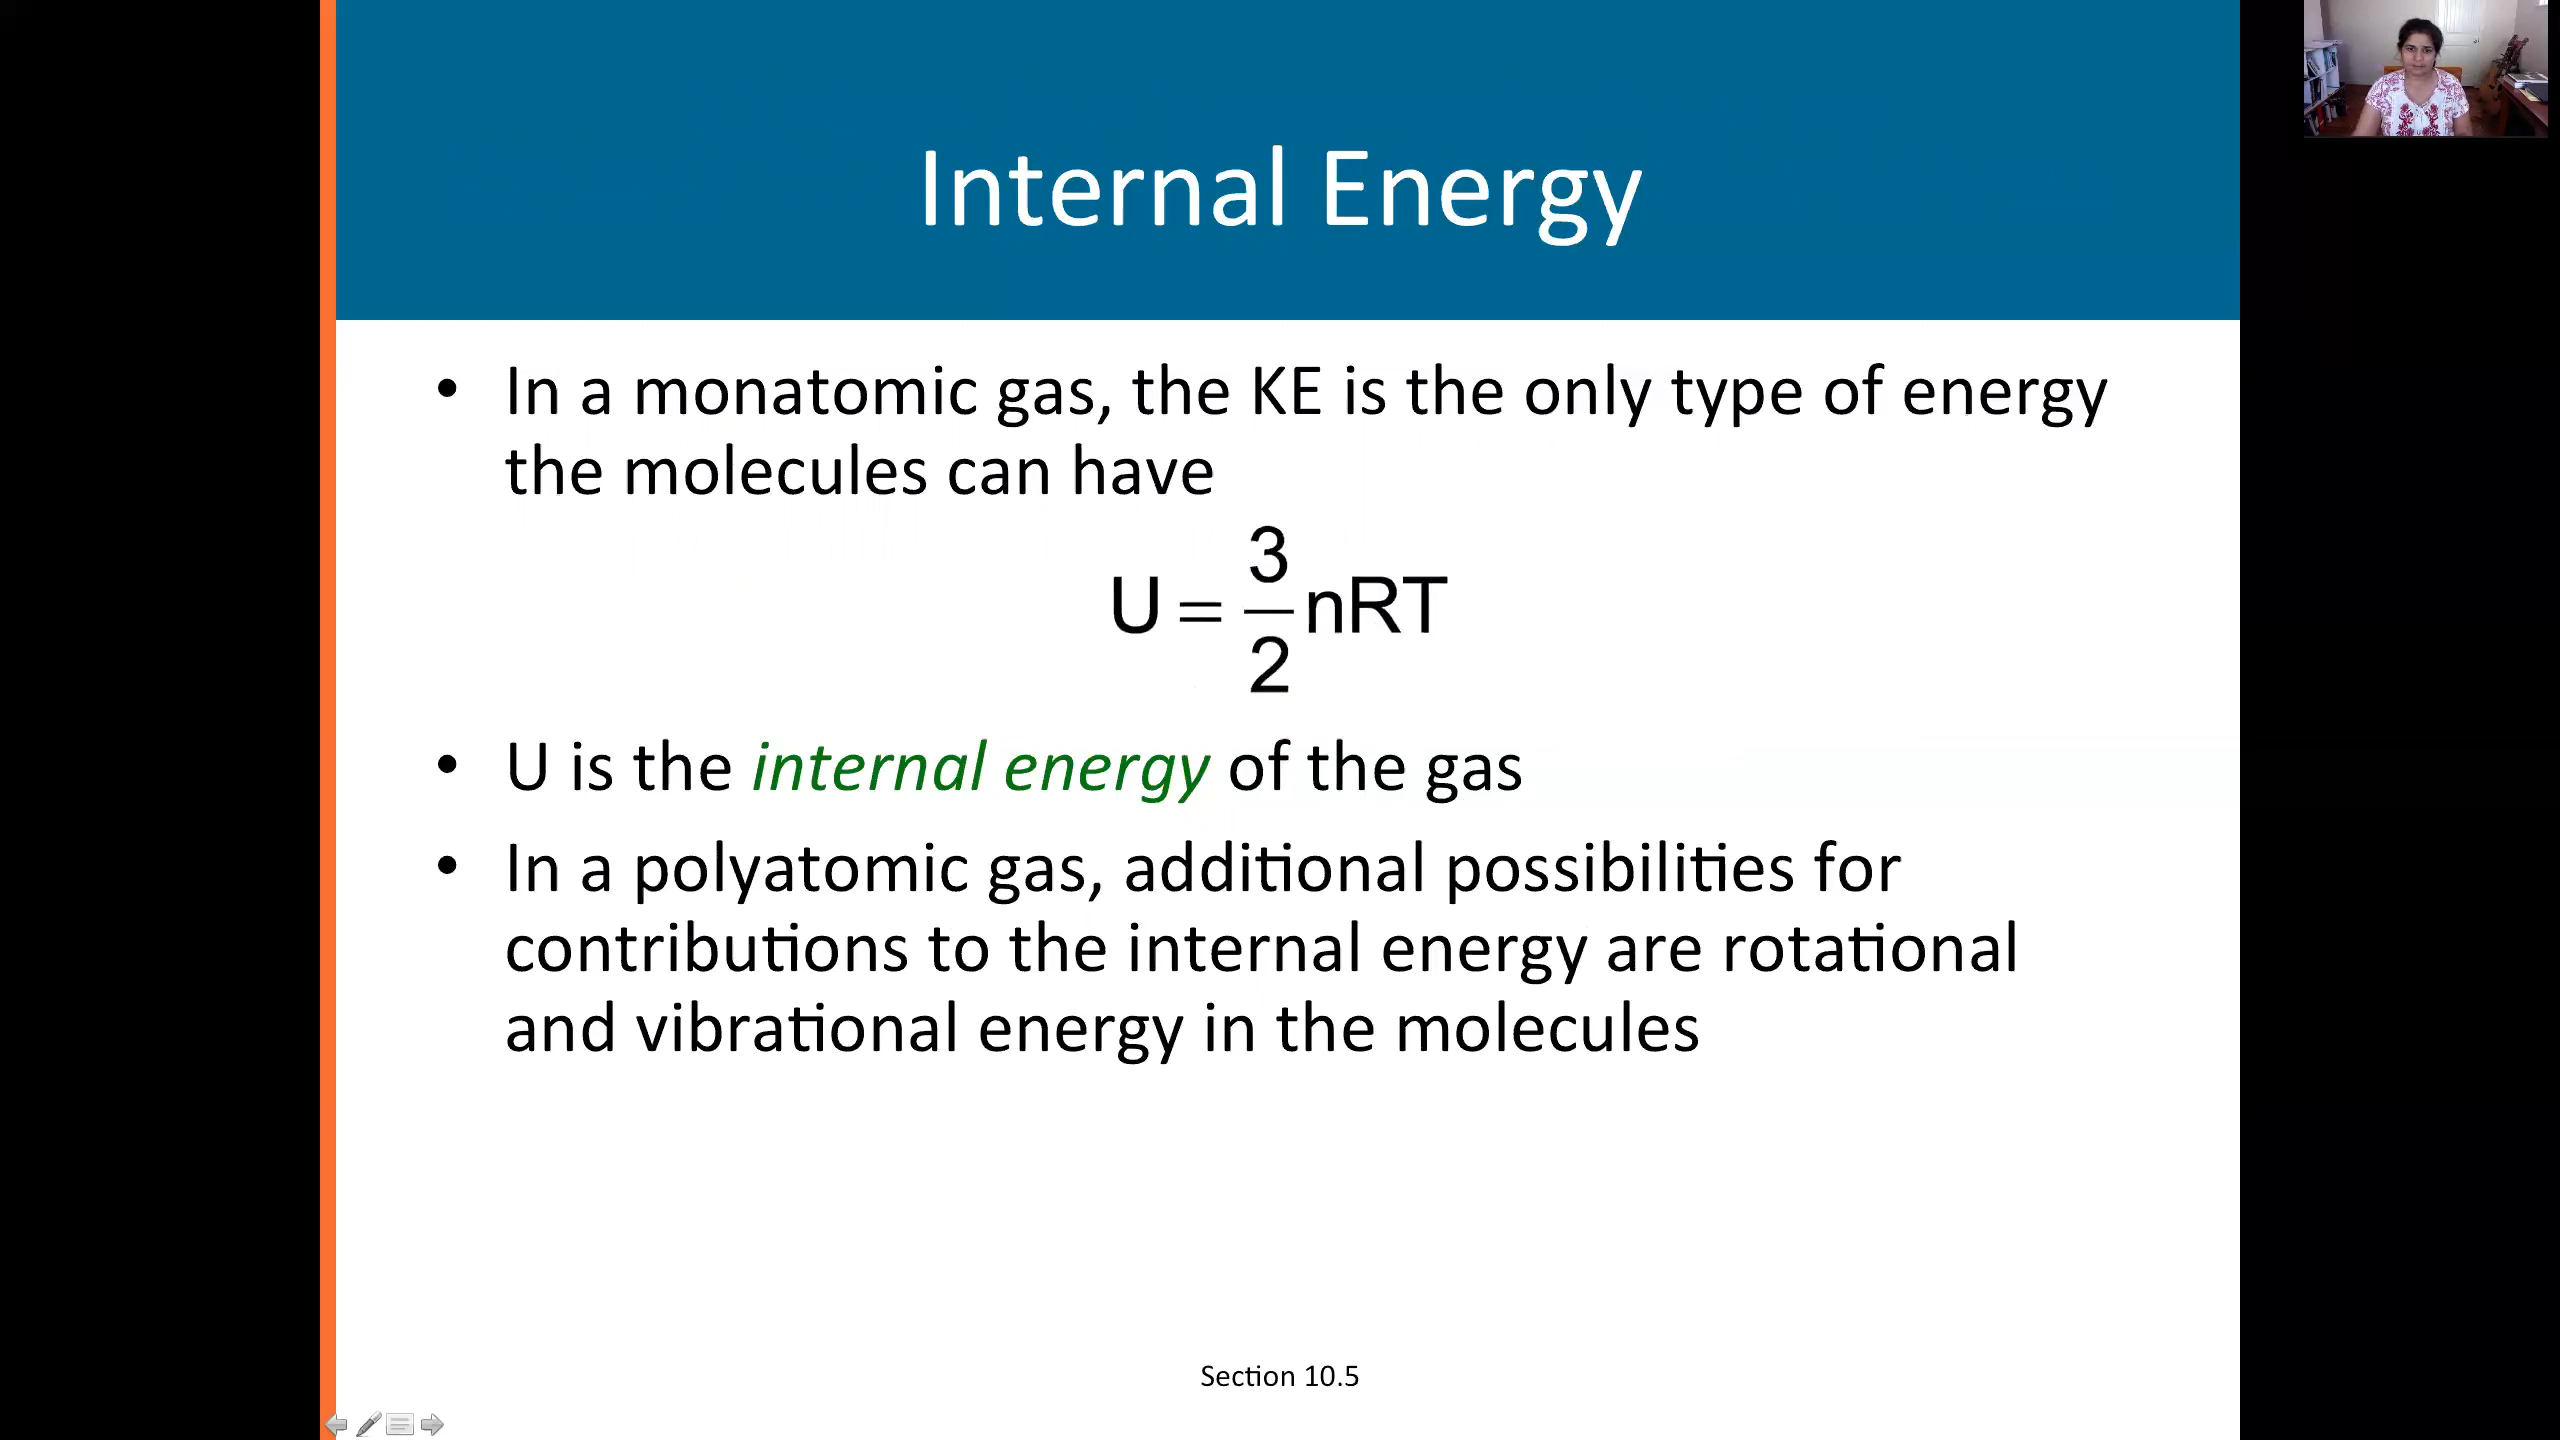 Internal Energy
• In a monatomic gas, the KE is the only type of energy
the molecules can have
U = 3/2 nRT
• U is the internal energy of the gas
• In a polyatomic gas, additional possibilities for
contributions to the internal energy are rotational
and vibrational energy in the molecules
Section 10.5